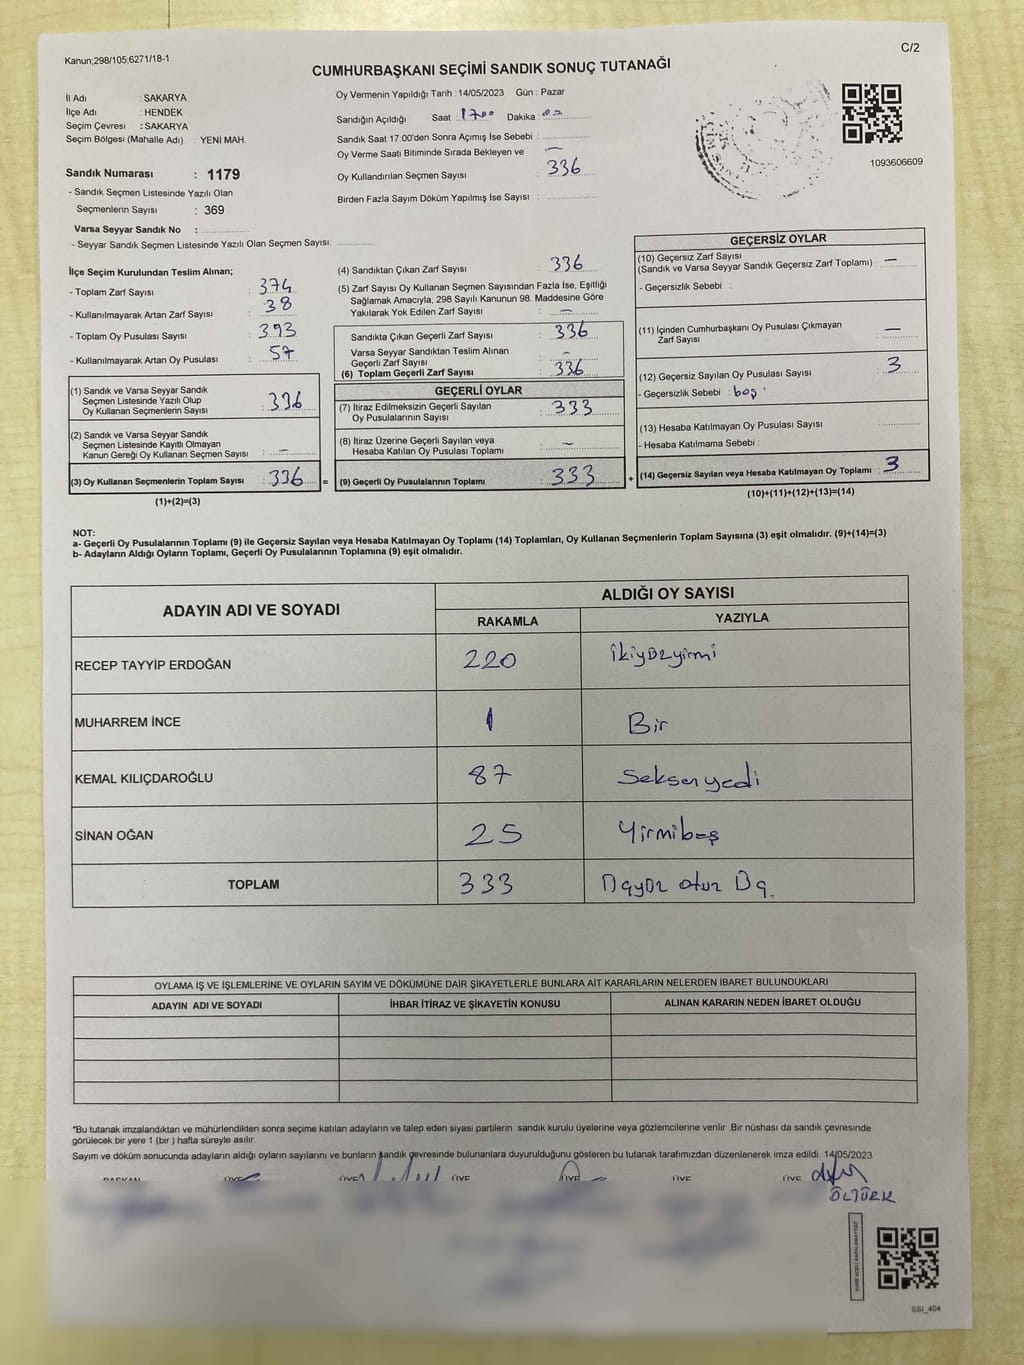 Kanun,298/105,6271/18-1
C/2
CUMHURBAŞKANI SEÇİMİ SANDIK SONUÇ TUTANAĞI
İl Adı : SAKARYA
İlçe Adı : HENDEK
Seçim Çevresi : SAKARYA
Seçim Bölgesi (Mahalle Adı) : YENİ MAH.
Sandık Numarası : 1179
- Sandık Seçmen Listesinde Yazılı Olan
Seçmenlerin Sayısı : 369
Varsa Seyyar Sandık No :
- Seyyar Sandık Seçmen Listesinde Yazılı Olan Seçmen Sayısı:
Oy Vermenin Yapıldığı Tarih : 14/05/2023 Gün : Pazar
Sandığın Açıldığı Saat : 17:00 Dakika : 00
Sandık Saat 17.00'den Sonra Açımış İse Sebebi :
Oy Verme Saati Bitiminde Sırada Bekleyen ve —
Oy Kullandırılan Seçmen Sayısı : 336
Birden Fazla Sayım Döküm Yapılmış İse Sayısı :
1093606609
İlçe Seçim Kurulundan Teslim Alınan;
- Toplam Zarf Sayısı : 374
- Kullanılmayarak Artan Zarf Sayısı : 38
- Toplam Oy Pusulası Sayısı : 393
- Kullanılmayarak Artan Oy Pusulası : 57
(1) Sandık ve Varsa Seyyar Sandık
Seçmen Listesinde Yazılı Olup
Oy Kullanan Seçmenlerin Sayısı : 336
(2) Sandık ve Varsa Seyyar Sandık
Seçmen Listesinde Kayıtlı Olmayan
Kanun Gereği Oy Kullanan Seçmen Sayısı : —
(3) Oy Kullanan Seçmenlerin Toplam Sayısı : 336 =
(1)+(2)=(3)
(4) Sandıktan Çıkan Zarf Sayısı : 336
(5) Zarf Sayısı Oy Kullanan Seçmen Sayısından Fazla İse, Eşitliği
Sağlamak Amacıyla; 298 Sayılı Kanunun 98. Maddesine Göre
Yakılarak Yok Edilen Zarf Sayısı : —
Sandıkta Çıkan Geçerli Zarf Sayısı : 336
Varsa Seyyar Sandıktan Teslim Alınan
Geçerli Zarf Sayısı : —
(6) Toplam Geçerli Zarf Sayısı : 336
GEÇERLİ OYLAR
(7) İtiraz Edilmeksizin Geçerli Sayılan
Oy Pusulalarının Sayısı : 333
(8) İtiraz Üzerine Geçerli Sayılan veya
Hesaba Katılan Oy Pusulası Toplamı : —
(9) Geçerli Oy Pusulalarının Toplamı : 333 +
GEÇERSİZ OYLAR
(10) Geçersiz Zarf Sayısı
(Sandık ve Varsa Seyyar Sandık Geçersiz Zarf Toplamı) : —
- Geçersizlik Sebebi :
(11) İçinden Cumhurbaşkanı Oy Pusulası Çıkmayan
Zarf Sayısı : —
(12) Geçersiz Sayılan Oy Pusulası Sayısı : 3
- Geçersizlik Sebebi : boş
(13) Hesaba Katılmayan Oy Pusulası Sayısı :
- Hesaba Katılmama Sebebi :
(14) Geçersiz Sayılan veya Hesaba Katılmayan Oy Toplamı : 3
(10)+(11)+(12)+(13)=(14)
NOT:
a- Geçerli Oy Pusulalarının Toplamı (9) ile Geçersiz Sayılan veya Hesaba Katılmayan Oy Toplamı (14) Toplamları, Oy Kullanan Seçmenlerin Toplam Sayısına (3) eşit olmalıdır. (9)+(14)=(3)
b- Adayların Aldığı Oyların Toplamı, Geçerli Oy Pusulalarının Toplamına (9) eşit olmalıdır.
ADAYIN ADI VE SOYADI
ALDIĞI OY SAYISI
RAKAMLA YAZIYLA
RECEP TAYYİP ERDOĞAN 220 İkiyüzyirmi
MUHARREM İNCE 1 Bir
KEMAL KILIÇDAROĞLU 87 Seksenyedi
SİNAN OĞAN 25 Yirmibeş
TOPLAM 333 Üçyüz otuz Üç.
OYLAMA İŞ VE İŞLEMLERİNE VE OYLARIN SAYIM VE DÖKÜMÜNE DAİR ŞİKAYETLERLE BUNLARA AİT KARARLARIN NELERDEN İBARET BULUNDUKLARI
ADAYIN ADI VE SOYADI İHBAR İTİRAZ VE ŞİKAYETİN KONUSU ALINAN KARARIN NEDEN İBARET OLDUĞU
*Bu tutanak imzalandıktan ve mühürlendikten sonra seçime katılan adayların ve talep eden siyasi partilerin sandık kurulu üyelerine veya gözlemcilerine verilir. Bir nüshası da sandık çevresinde
görülecek bir yere 1 (bir ) hafta süreyle asılır.
Sayım ve döküm sonucunda adayların aldığı oyların sayılarını ve bunların sandık çevresinde bulunanlara duyurulduğunu gösteren bu tutanak tarafımızdan düzenlenerek imza edildi. 14/05/2023
BAŞKAN ÜYE ÜYE ÜYE ÜYE ÜYE ÜYE
ÖZTÜRK
SSI_404